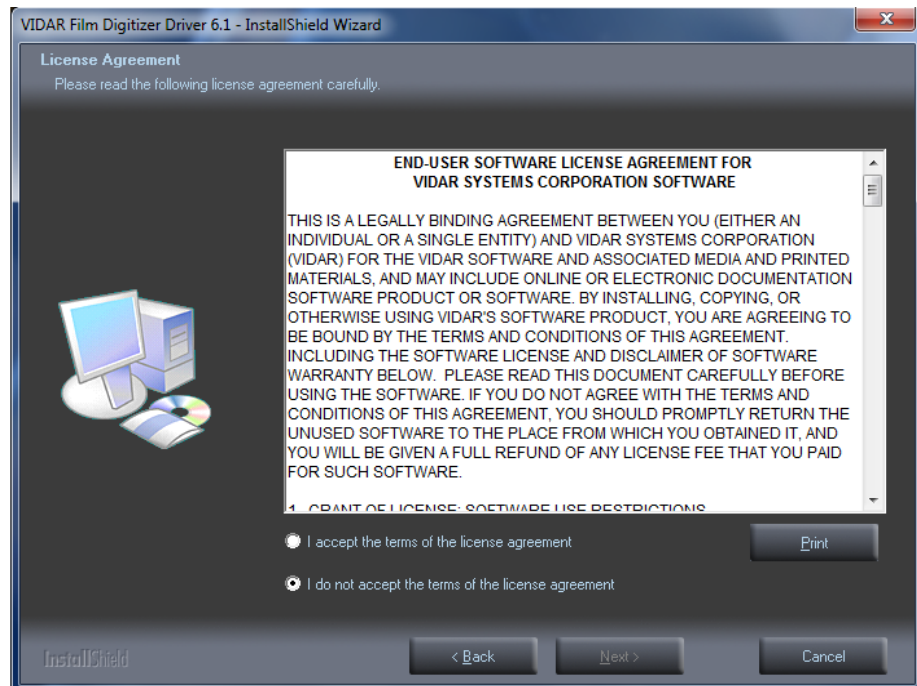 VIDAR Film Digitizer Driver 6.1 - InstallShield Wizard
License Agreement
Please read the following license agreement carefully.
END-USER SOFTWARE LICENSE AGREEMENT FOR
VIDAR SYSTEMS CORPORATION SOFTWARE
THIS IS A LEGALLY BINDING AGREEMENT BETWEEN YOU (EITHER AN
INDIVIDUAL OR A SINGLE ENTITY) AND VIDAR SYSTEMS CORPORATION
(VIDAR) FOR THE VIDAR SOFTWARE AND ASSOCIATED MEDIA AND PRINTED
MATERIALS, AND MAY INCLUDE ONLINE OR ELECTRONIC DOCUMENTATION
SOFTWARE PRODUCT OR SOFTWARE. BY INSTALLING, COPYING, OR
OTHERWISE USING VIDAR'S SOFTWARE PRODUCT, YOU ARE AGREEING TO
BE BOUND BY THE TERMS AND CONDITIONS OF THIS AGREEMENT.
INCLUDING THE SOFTWARE LICENSE AND DISCLAIMER OF SOFTWARE
WARRANTY BELOW. PLEASE READ THIS DOCUMENT CAREFULLY BEFORE
USING THE SOFTWARE. IF YOU DO NOT AGREE WITH THE TERMS AND
CONDITIONS OF THIS AGREEMENT, YOU SHOULD PROMPTLY RETURN THE
UNUSED SOFTWARE TO THE PLACE FROM WHICH YOU OBTAINED IT, AND
YOU WILL BE GIVEN A FULL REFUND OF ANY LICENSE FEE THAT YOU PAID
FOR SUCH SOFTWARE.
1. GRANT OF LICENSE; SOFTWARE USE RESTRICTIONS
I accept the terms of the license agreement
Print
I do not accept the terms of the license agreement
InstallShield
< Back
Next >
Cancel